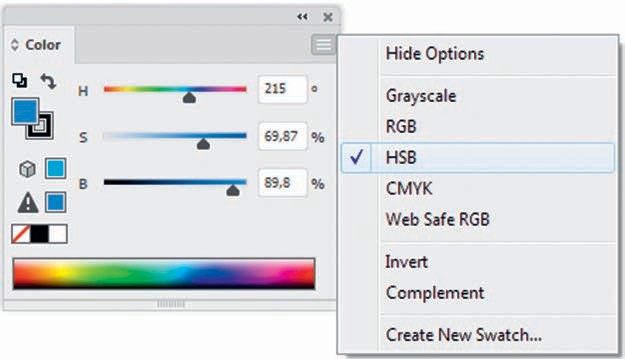 Color
H 215 °
S 69,87 %
B 89,8 %
Hide Options
Grayscale
RGB
HSB
CMYK
Web Safe RGB
Invert
Complement
Create New Swatch...